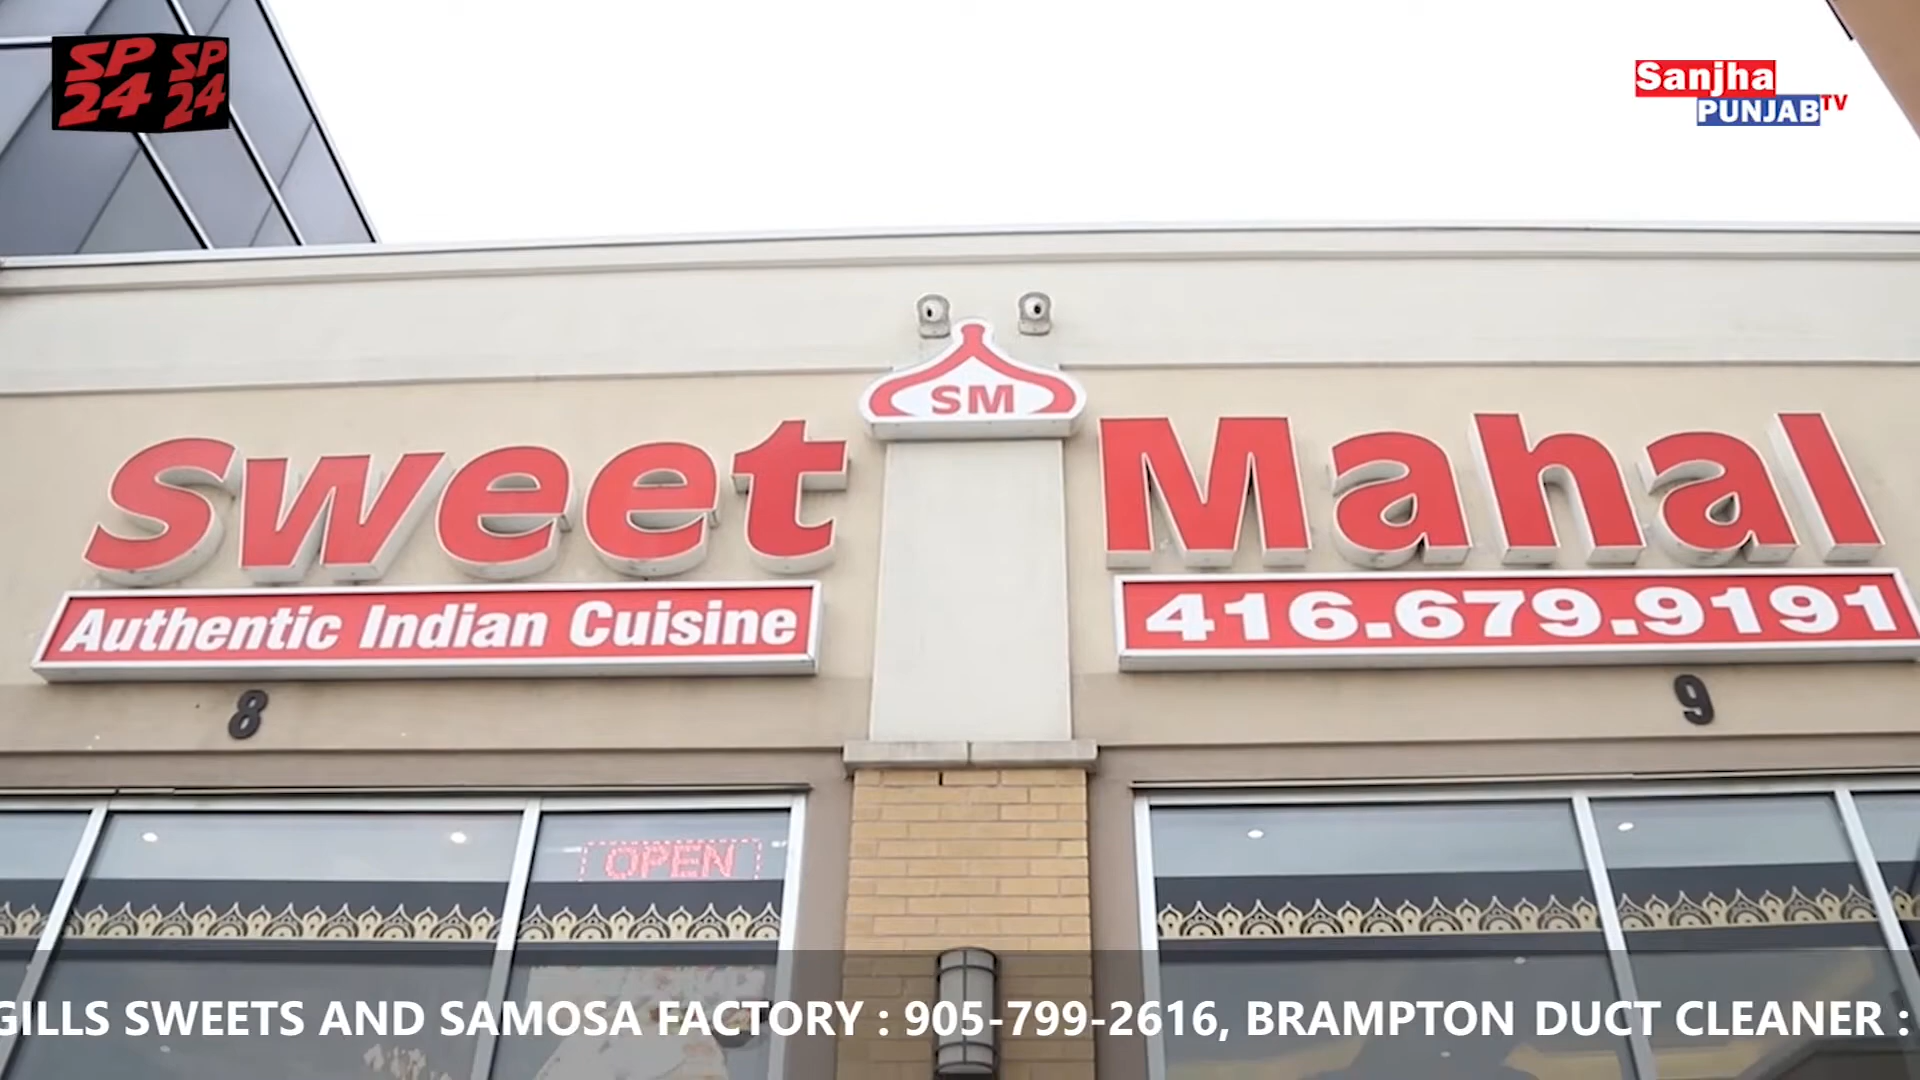 SP SP
24 24
Sanjha
PUNJAB TV
SM
Sweet Mahal
Authentic Indian Cuisine
416.679.9191
8
9
OPEN
GILLS SWEETS AND SAMOSA FACTORY : 905-799-2616, BRAMPTON DUCT CLEANER :